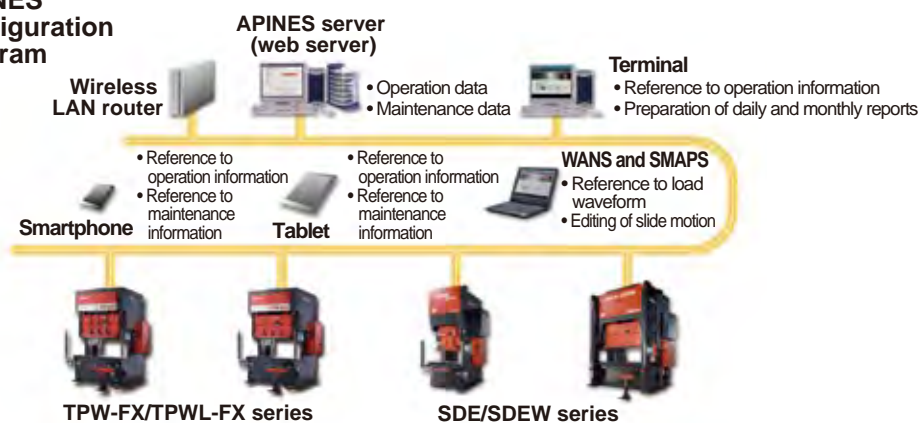 APINES server
(web server)
Wireless
LAN router
• Operation data
• Maintenance data
Terminal
• Reference to operation information
• Preparation of daily and monthly reports
Smartphone
• Reference to
operation information
• Reference to
maintenance
information
Tablet
• Reference to
operation information
• Reference to
maintenance
information
WANS and SMAPS
• Reference to load
waveform
• Editing of slide motion
TPW-FX/TPWL-FX series
SDE/SDEW series